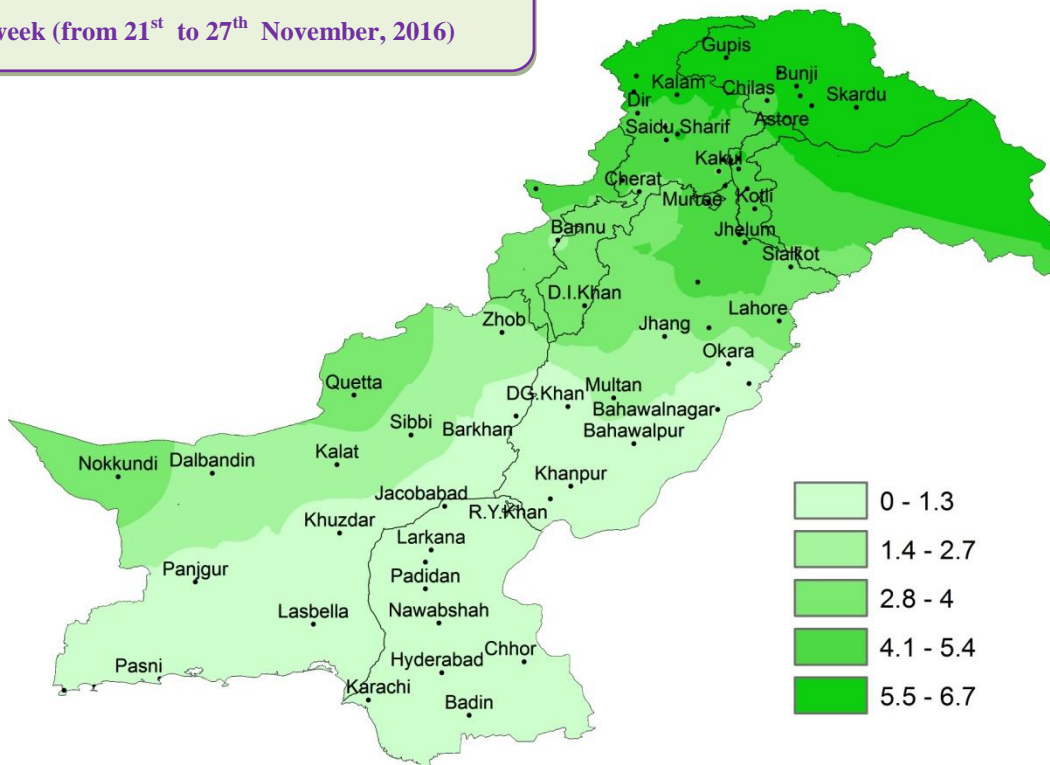 week (from 21st to 27th November, 2016)
Gupis
Bunji
Kalam
Chilas
Skardu
Dir
Astore
Saidu Sharif
Kakul
Cherat
Murree
Kotli
Bannu
Jhelum
Sialkot
D.I.Khan
Lahore
Zhob
Jhang
Okara
Quetta
DG.Khan
Multan
Bahawalnagar
Sibbi
Barkhan
Bahawalpur
Nokkundi
Dalbandin
Kalat
Khanpur
Jacobabad
R.Y.Khan
Khuzdar
Larkana
Panjgur
Padidan
Lasbella
Nawabshah
Chhor
Pasni
Hyderabad
Karachi
Badin
0 - 1.3
1.4 - 2.7
2.8 - 4
4.1 - 5.4
5.5 - 6.7